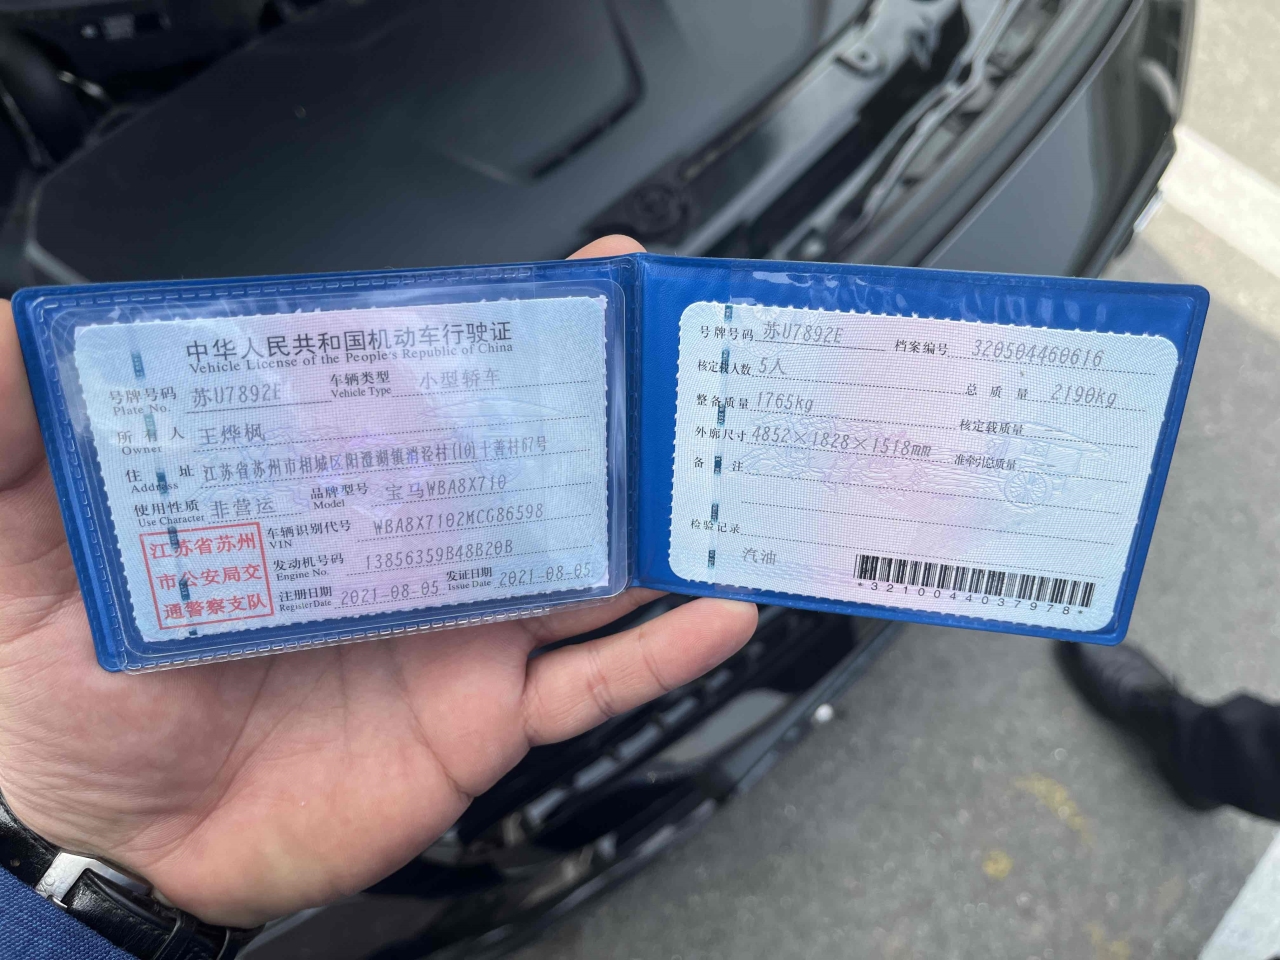 中华人民共和国机动车行驶证
Vehicle License of the People's Republic of China
号牌号码 苏U7892E 车辆类型 小型轿车
Plate No. Vehicle Type
所有人 王烨枫
Owner
住址 江苏省苏州市相城区阳澄湖镇消泾村(10)十善村67号
Address
使用性质 非营运 品牌型号 宝马WBA8X710
Use Character Model
江苏省苏州
市公安局交
通警察支队
车辆识别代号 WBA8X7102MCG86598
VIN
发动机号码 13856359B48B20B
Engine No.
注册日期 2021-08-05 发证日期 2021-08-05
Register Date Issue Date
号牌号码 苏U7892E 档案编号 320504460616
核定载人数 5人 总质量 2190kg
整备质量 1765kg 核定载质量
外廓尺寸 4852×1828×1518mm 准牵引总质量 --
备注
检验记录
汽油
*3210044037978*